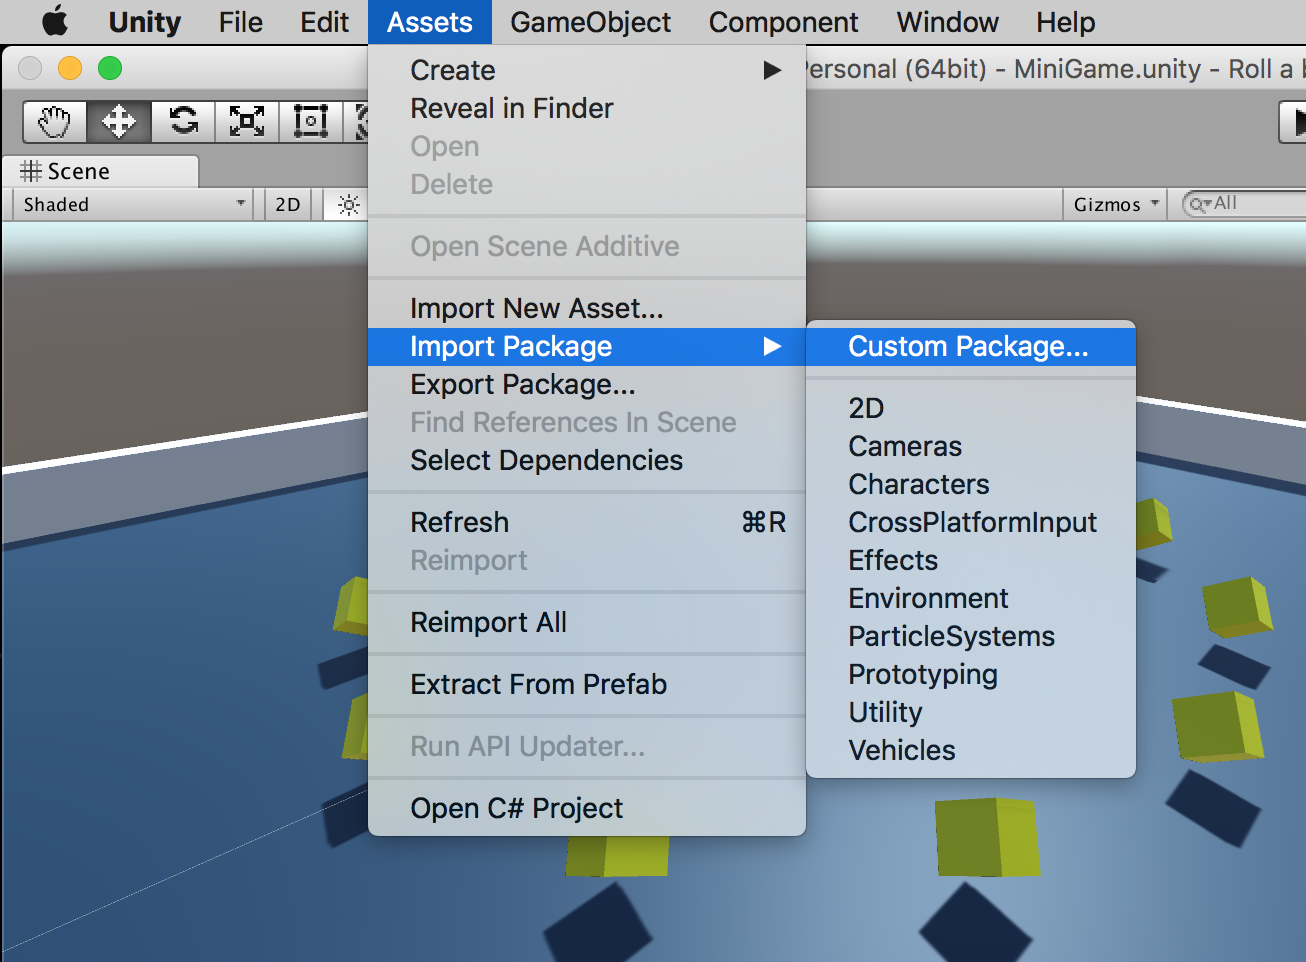 Unity File Edit Assets GameObject Component Window Help
Personal (64bit) - MiniGame.unity - Roll a
Scene
Shaded 2D Gizmos All
Create
Reveal in Finder
Open
Delete
Open Scene Additive
Import New Asset...
Import Package
Export Package...
Find References In Scene
Select Dependencies
Refresh ⌘R
Reimport
Reimport All
Extract From Prefab
Run API Updater...
Open C# Project
Custom Package...
2D
Cameras
Characters
CrossPlatformInput
Effects
Environment
ParticleSystems
Prototyping
Utility
Vehicles